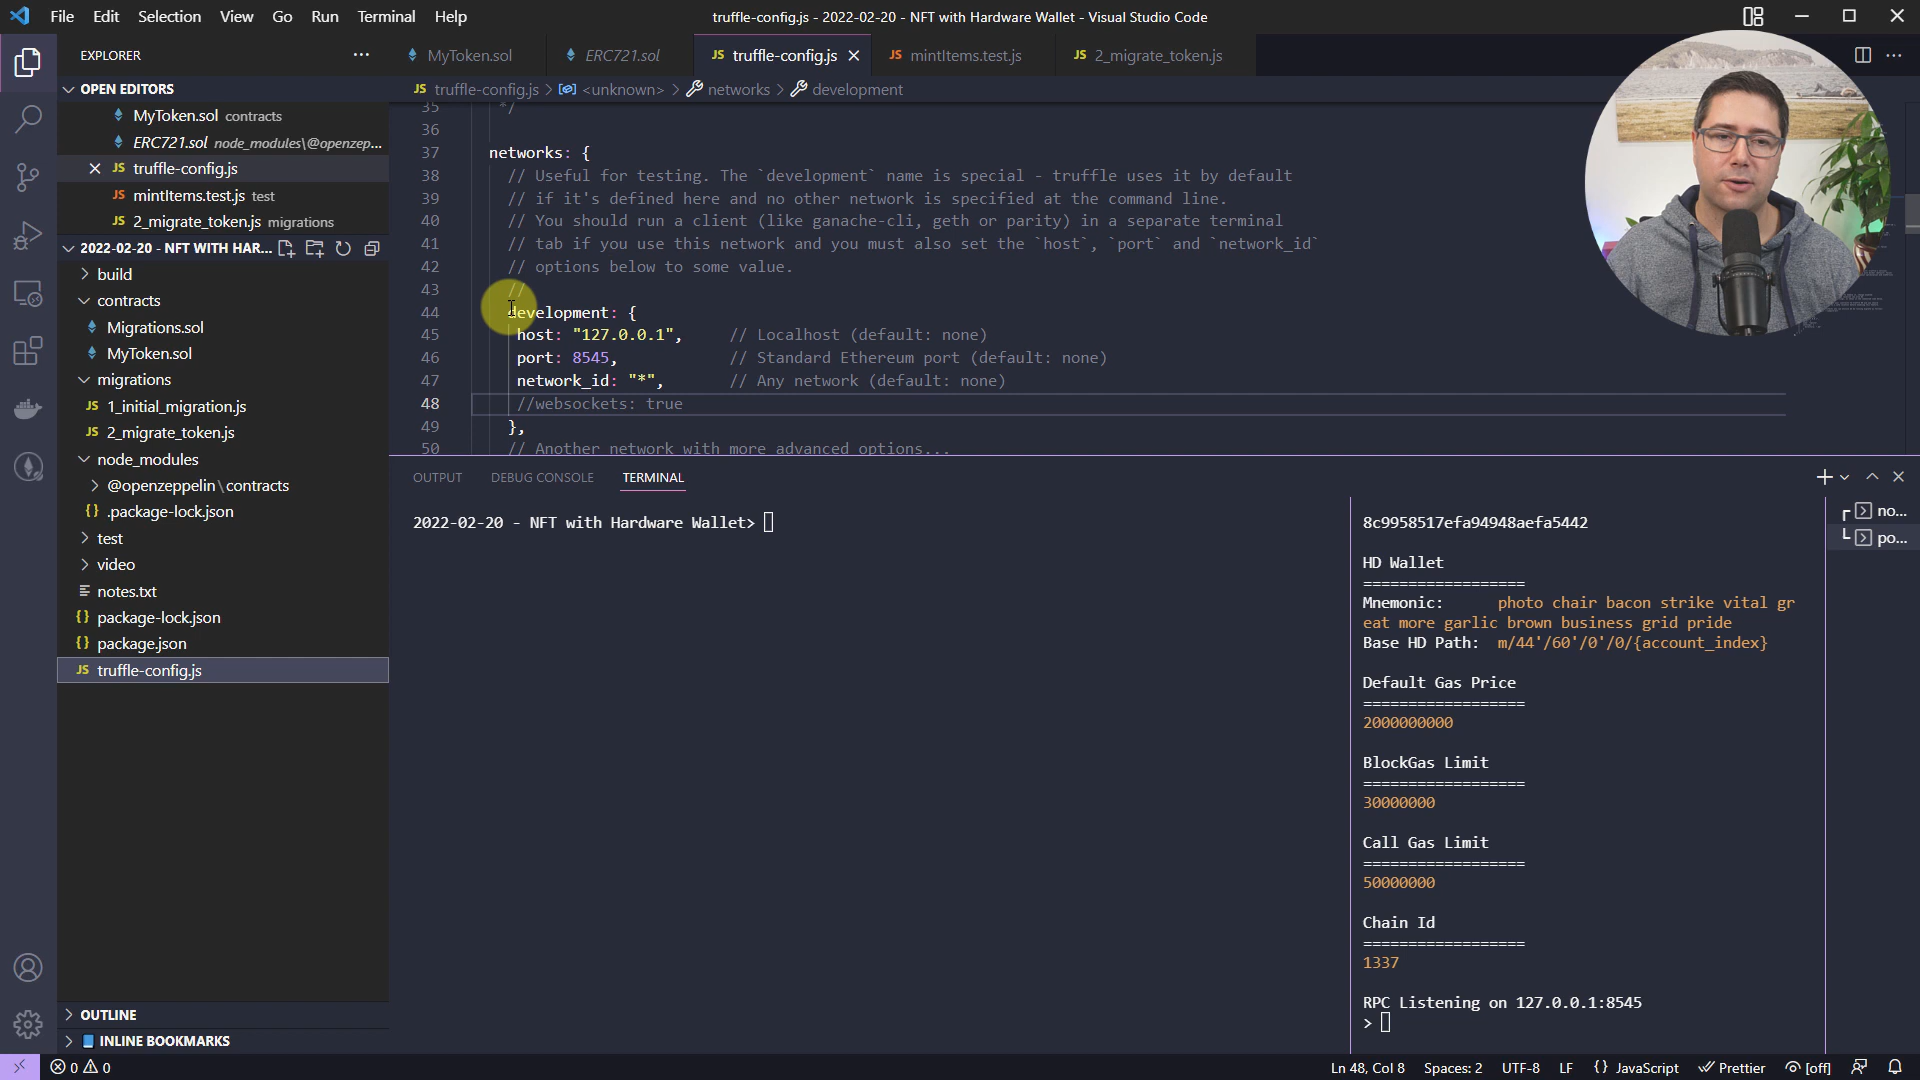 File Edit Selection View Go Run Terminal Help
truffle-config.js - 2022-02-20 - NFT with Hardware Wallet - Visual Studio Code
EXPLORER
MyToken.sol
ERC721.sol
truffle-config.js
mintItems.test.js
2_migrate_token.js
OPEN EDITORS
truffle-config.js > <unknown> > networks > development
MyToken.sol contracts
ERC721.sol node_modules\@openzep...
truffle-config.js
mintItems.test.js test
2_migrate_token.js migrations
2022-02-20 - NFT WITH HAR...
build
contracts
Migrations.sol
MyToken.sol
migrations
1_initial_migration.js
2_migrate_token.js
node_modules
@openzeppelin\contracts
.package-lock.json
test
video
notes.txt
package-lock.json
package.json
truffle-config.js
OUTLINE
INLINE BOOKMARKS
35 */
36
37 networks: {
38 // Useful for testing. The `development` name is special - truffle uses it by default
39 // if it's defined here and no other network is specified at the command line.
40 // You should run a client (like ganache-cli, geth or parity) in a separate terminal
41 // tab if you use this network and you must also set the `host`, `port` and `network_id`
42 // options below to some value.
43 //
44 development: {
45 host: "127.0.0.1", // Localhost (default: none)
46 port: 8545, // Standard Ethereum port (default: none)
47 network_id: "*", // Any network (default: none)
48 //websockets: true
49 },
50 // Another network with more advanced options...
OUTPUT DEBUG CONSOLE TERMINAL
2022-02-20 - NFT with Hardware Wallet>
8c9958517efa94948aefa5442
HD Wallet
==================
Mnemonic: photo chair bacon strike vital gr
eat more garlic brown business grid pride
Base HD Path: m/44'/60'/0'/0/{account_index}
Default Gas Price
==================
2000000000
BlockGas Limit
==================
30000000
Call Gas Limit
==================
50000000
Chain Id
==================
1337
RPC Listening on 127.0.0.1:8545
>
no...
po...
0 0
Ln 48, Col 8 Spaces: 2 UTF-8 LF {} JavaScript Prettier [off]